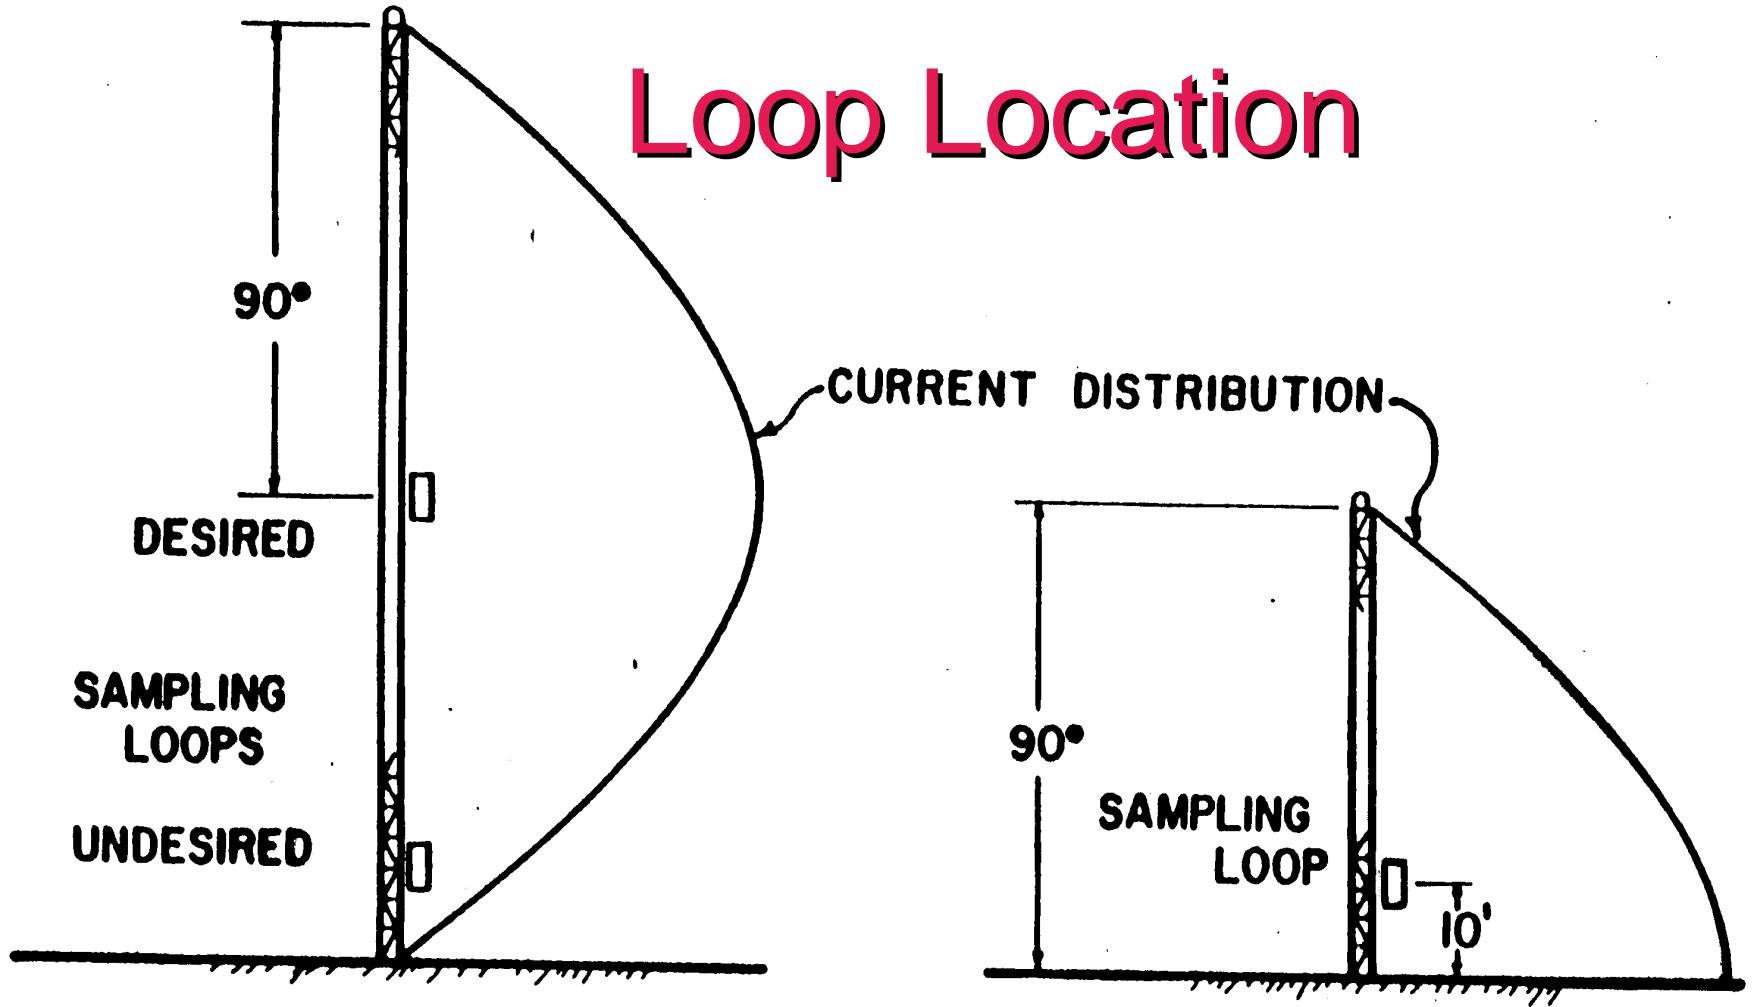 Loop Location
90°
DESIRED
SAMPLING
LOOPS
UNDESIRED
CURRENT DISTRIBUTION
90°
SAMPLING
LOOP
10'